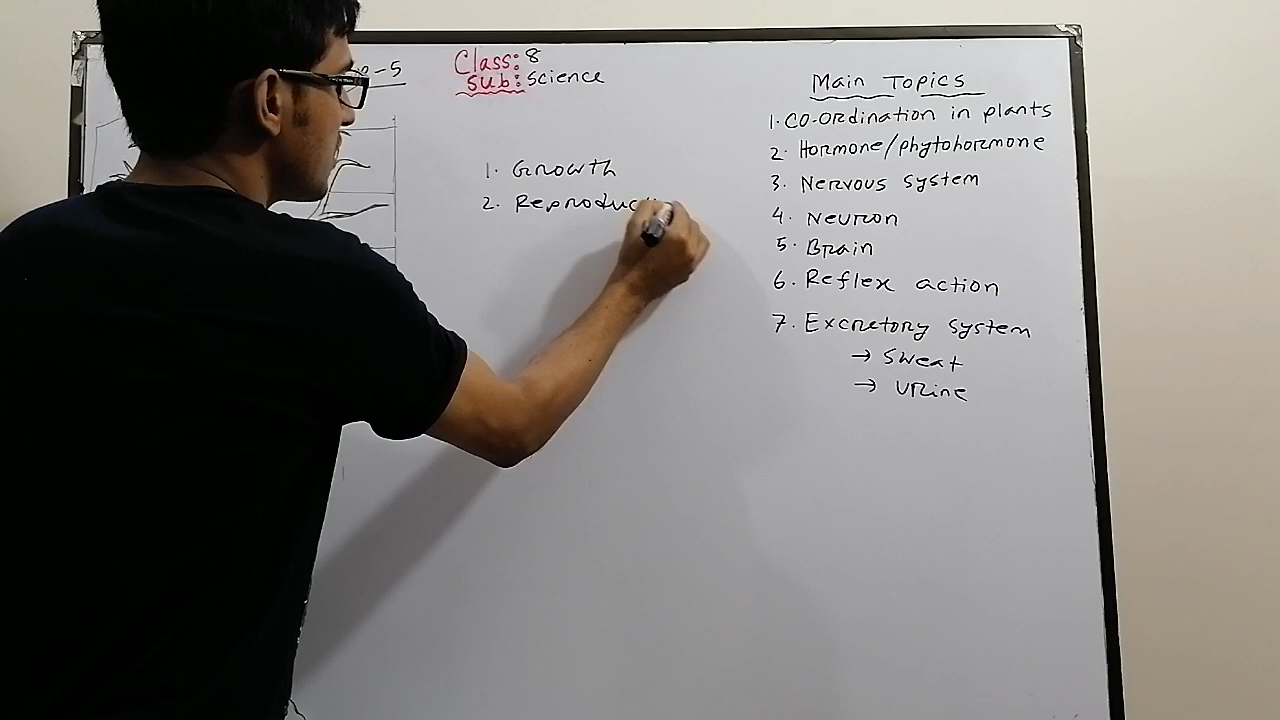 -5
Class: 8
Sub: Science
1. Growth
2.
Main Topics
1. CO-ORdination in plants
2. Hormone/phytohormone
3. Nervous system
4. Neuron
5. Brain
6. Reflex action
7. Excretory system
→ Sweat
→ Urine